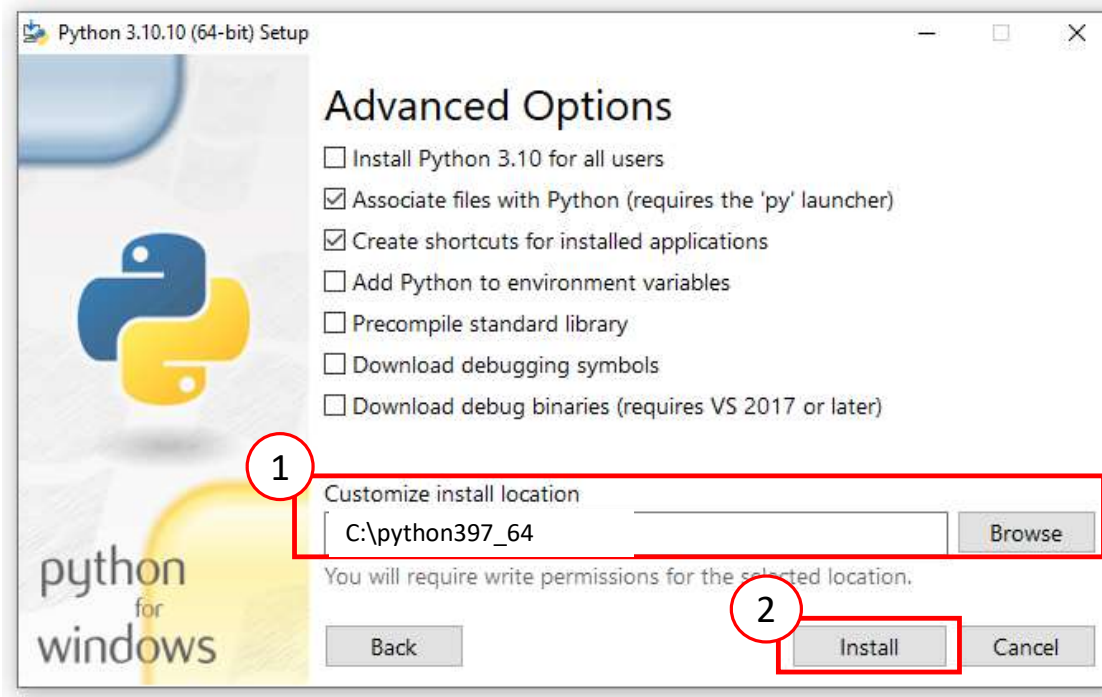 Python 3.10.10 (64-bit) Setup
Advanced Options
Install Python 3.10 for all users
Associate files with Python (requires the 'py' launcher)
Create shortcuts for installed applications
Add Python to environment variables
Precompile standard library
Download debugging symbols
Download debug binaries (requires VS 2017 or later)
1
Customize install location
C:\python397_64
Browse
You will require write permissions for the selected location.
python
for
windows
2
Back
Install
Cancel